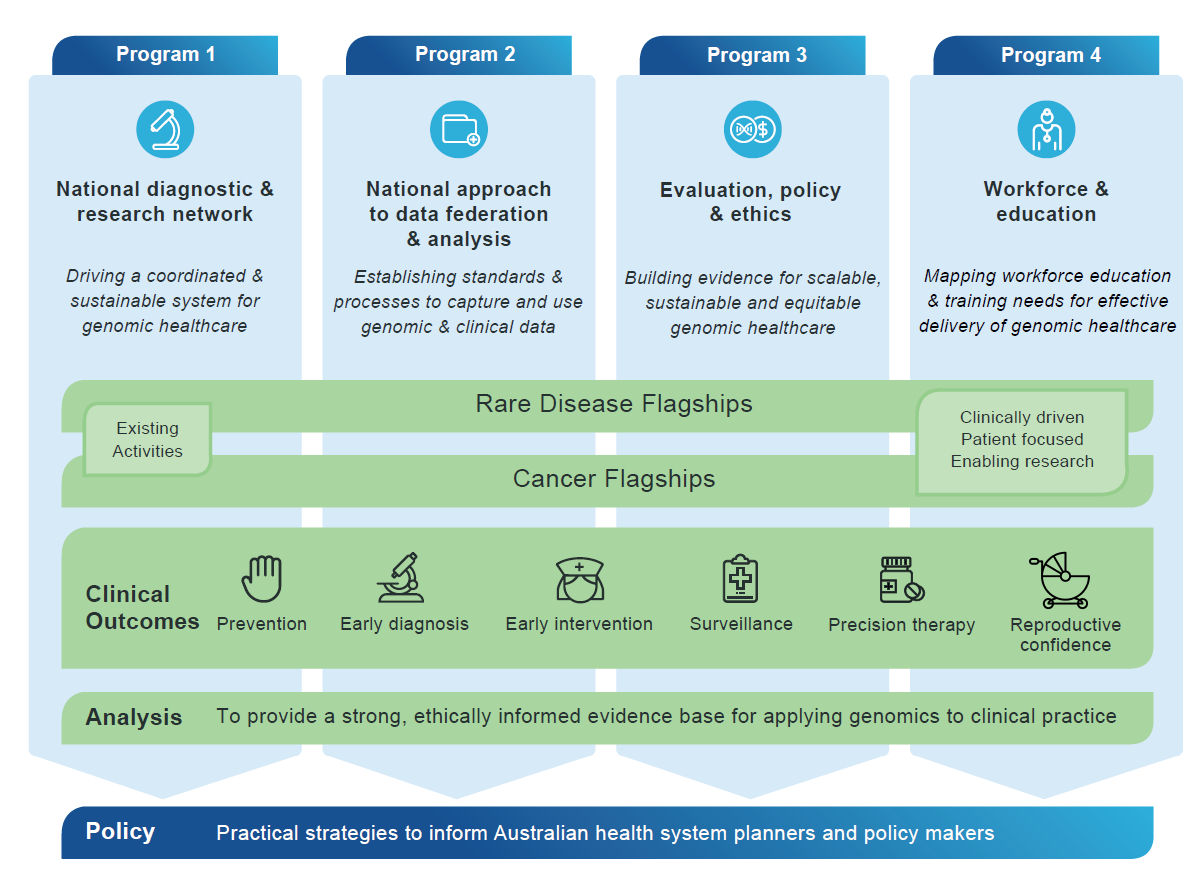 Program 1
National diagnostic &
research network
Driving a coordinated &
sustainable system for
genomic healthcare
Program 2
National approach
to data federation
& analysis
Establishing standards &
processes to capture and use
genomic & clinical data
Program 3
Evaluation, policy
& ethics
Building evidence for scalable,
sustainable and equitable
genomic healthcare
$
Program 4
Workforce &
education
Mapping workforce education
& training needs for effective
delivery of genomic healthcare
Rare Disease Flagships
Existing
Activities
Clinically driven
Patient focused
Enabling research
Cancer Flagships
Clinical
Outcomes
Prevention
Early diagnosis
Early intervention
Surveillance
Precision therapy
Reproductive
confidence
Analysis To provide a strong, ethically informed evidence base for applying genomics to clinical practice
Policy Practical strategies to inform Australian health system planners and policy makers